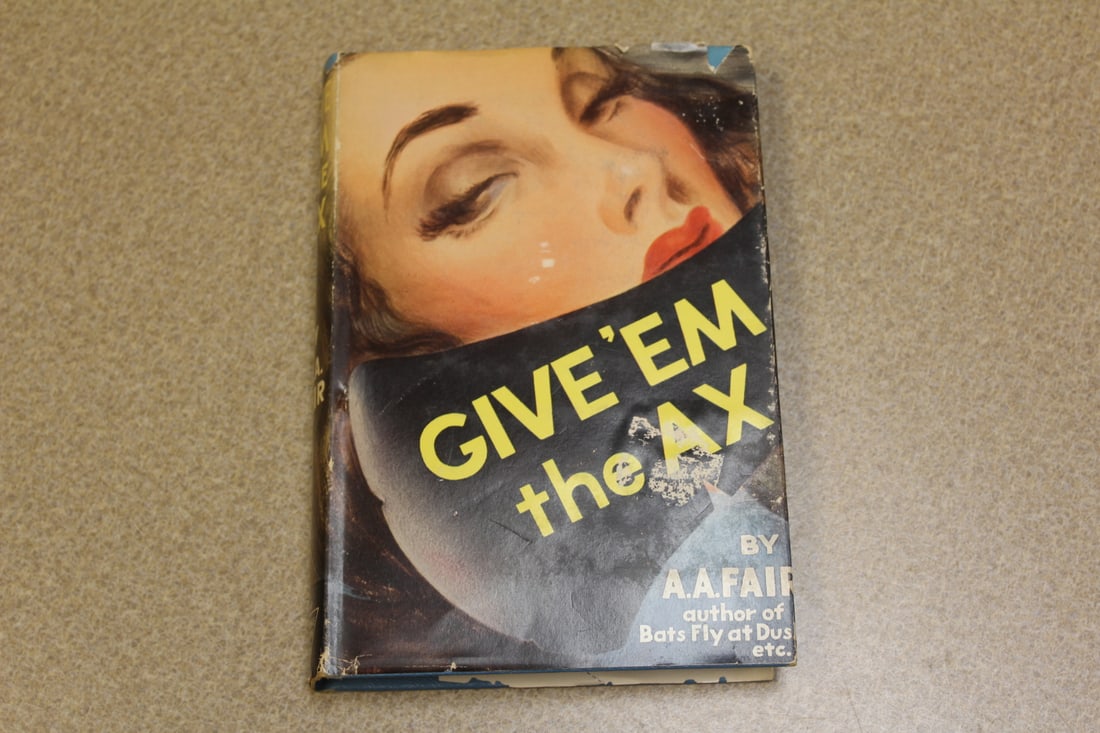 GIVE 'EM
the AX
BY
A.A.FAIR
author of
Bats Fly at Dus
etc.